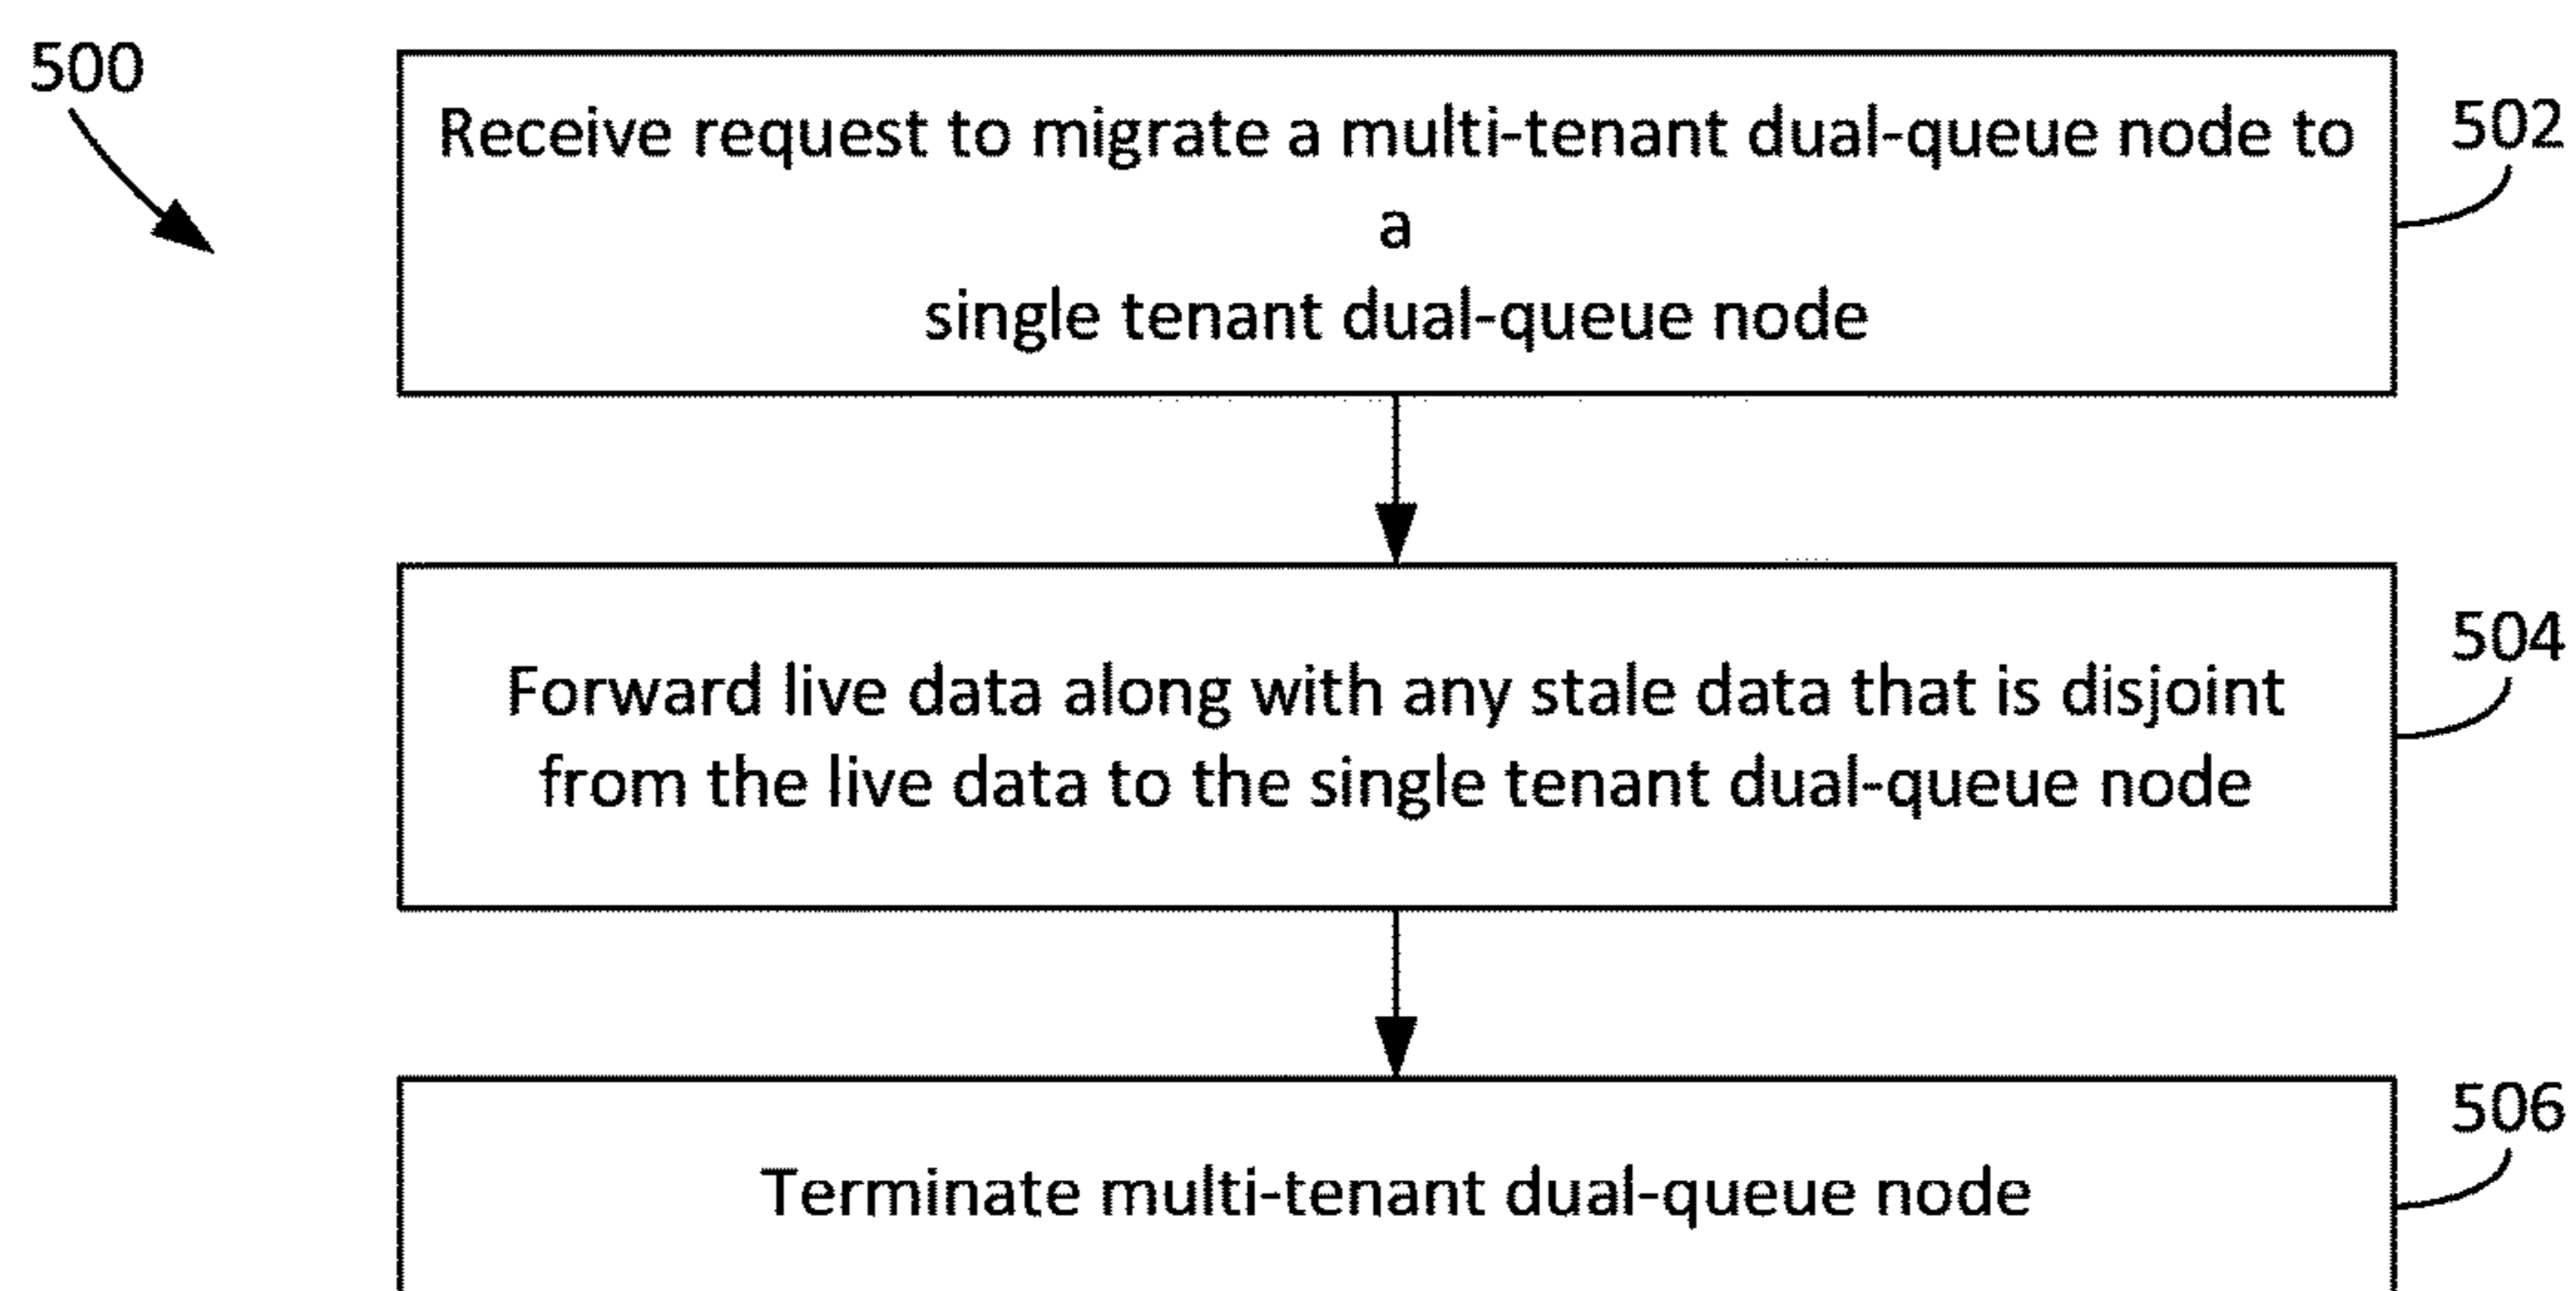 500
Receive request to migrate a multi-tenant dual-queue node to
a
single tenant dual-queue node
502
Forward live data along with any stale data that is disjoint
from the live data to the single tenant dual-queue node
504
Terminate multi-tenant dual-queue node
506